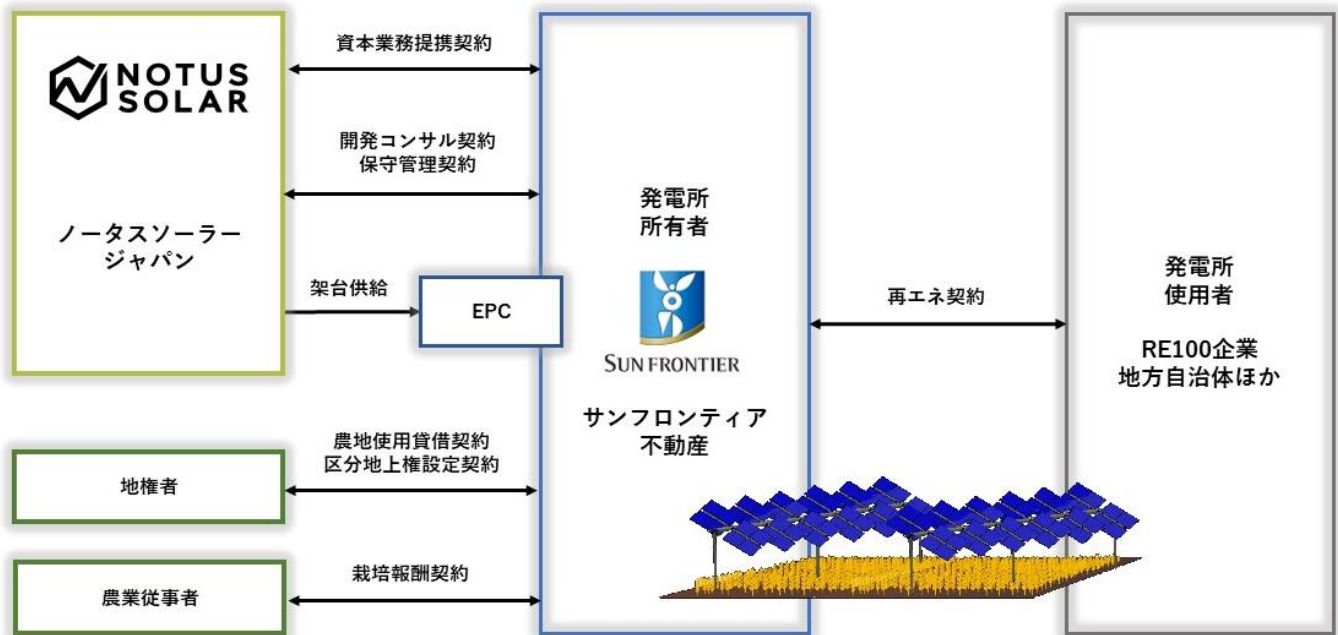 NOTUS
SOLAR
ノータスソーラー
ジャパン
資本業務提携契約
開発コンサル契約
保守管理契約
架台供給
EPC
地権者
農地使用貸借契約
区分地上権設定契約
農業従事者
栽培報酬契約
発電所
所有者
SUN FRONTIER
サンフロンティア
不動産
再エネ契約
発電所
使用者
RE100企業
地方自治体ほか